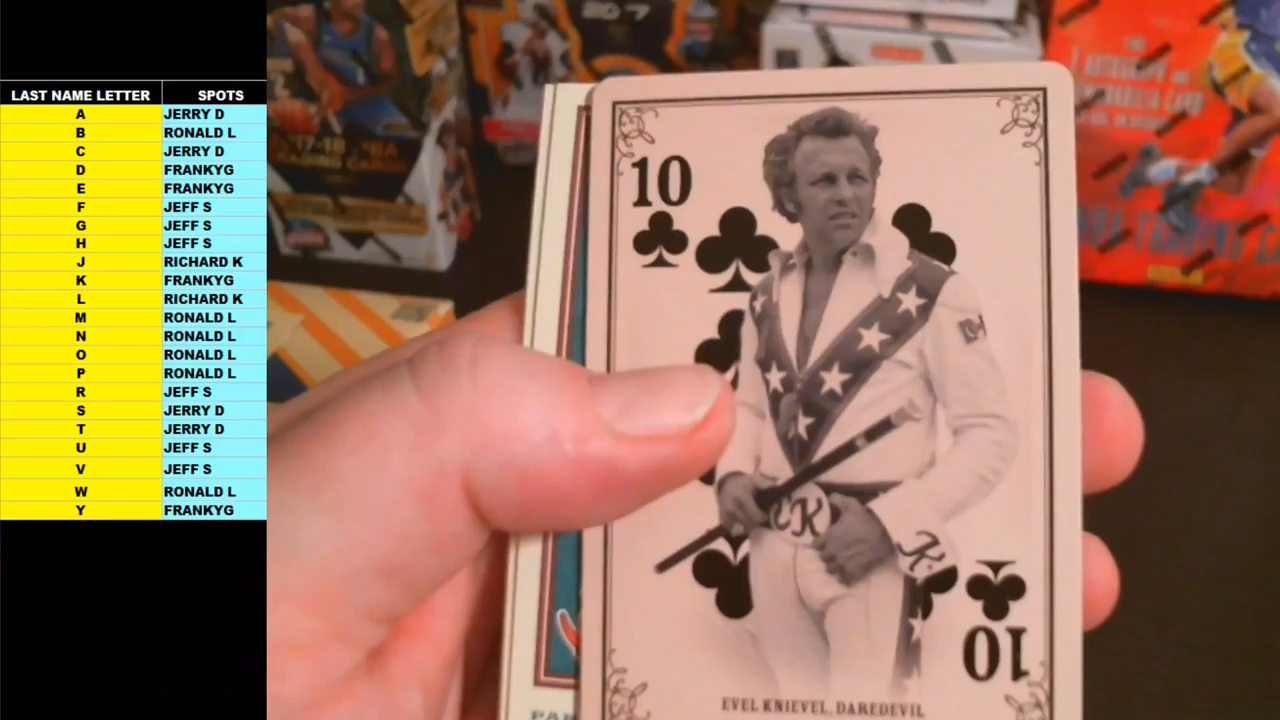 LAST NAME LETTER SPOTS
A JERRY D
B RONALD L
C JERRY D
D FRANKYG
E FRANKYG
F JEFF S
G JEFF S
H JEFF S
J RICHARD K
K FRANKYG
L RICHARD K
M RONALD L
N RONALD L
O RONALD L
P RONALD L
R JEFF S
S JERRY D
T JERRY D
U JEFF S
V JEFF S
W RONALD L
Y FRANKYG
10
K
K
10
EVEL KNIEVEL, DAREDEVIL